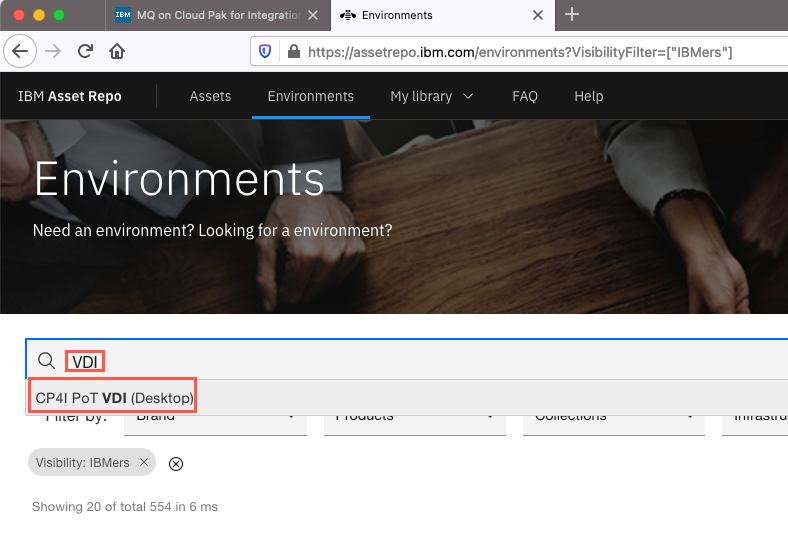 IBM MQ on Cloud Pak for Integration
Environments
https://assetrepo.ibm.com/environments?VisibilityFilter=["IBMers"]
IBM Asset Repo
Assets
Environments
My library
FAQ
Help
Environments
Need an environment? Looking for a environment?
VDI
CP4I PoT VDI (Desktop)
Filter by:
Brand
Products
Collections
Infrastru
Visibility: IBMers
Showing 20 of total 554 in 6 ms